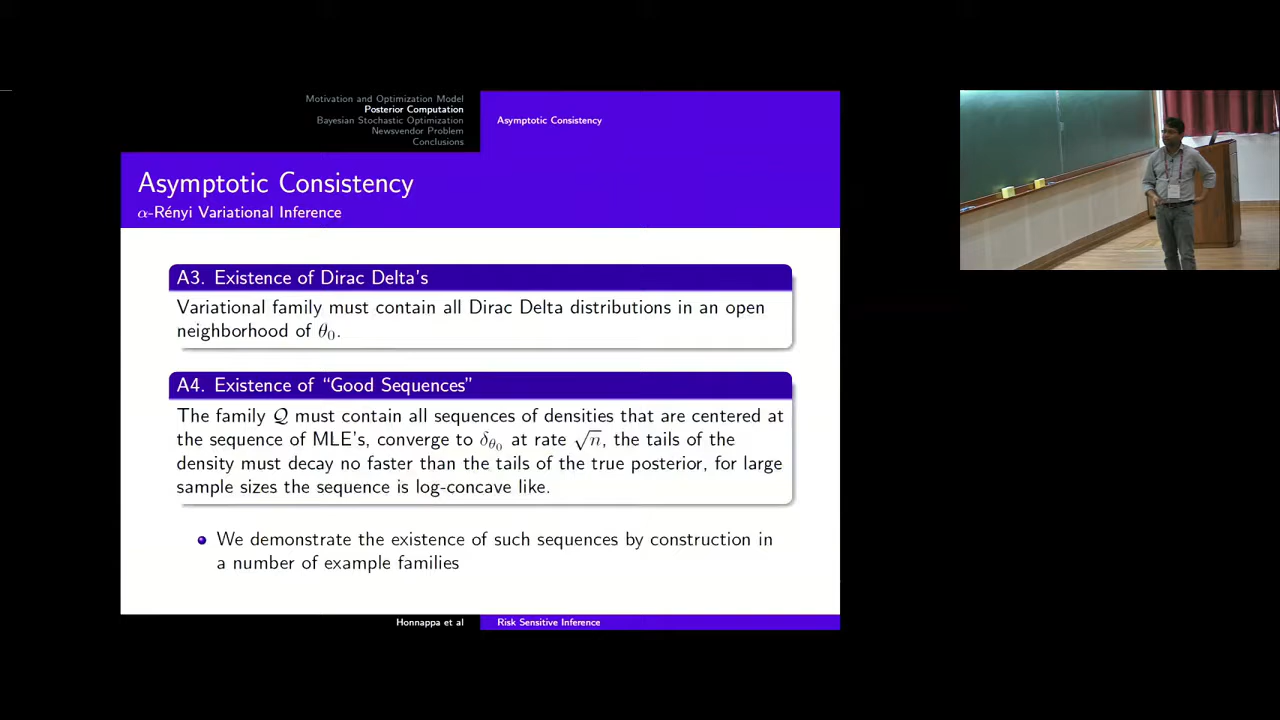 Motivation and Optimization Model
Posterior Computation
Bayesian Stochastic Optimization
Newsvendor Problem
Conclusions
Asymptotic Consistency
Asymptotic Consistency
α-Rényi Variational Inference
A3. Existence of Dirac Delta's
Variational family must contain all Dirac Delta distributions in an open
neighborhood of θ₀.
A4. Existence of “Good Sequences”
The family 𝒬 must contain all sequences of densities that are centered at
the sequence of MLE's, converge to δ_θ₀ at rate √n, the tails of the
density must decay no faster than the tails of the true posterior, for large
sample sizes the sequence is log-concave like.
We demonstrate the existence of such sequences by construction in
a number of example families
Honnappa et al
Risk Sensitive Inference